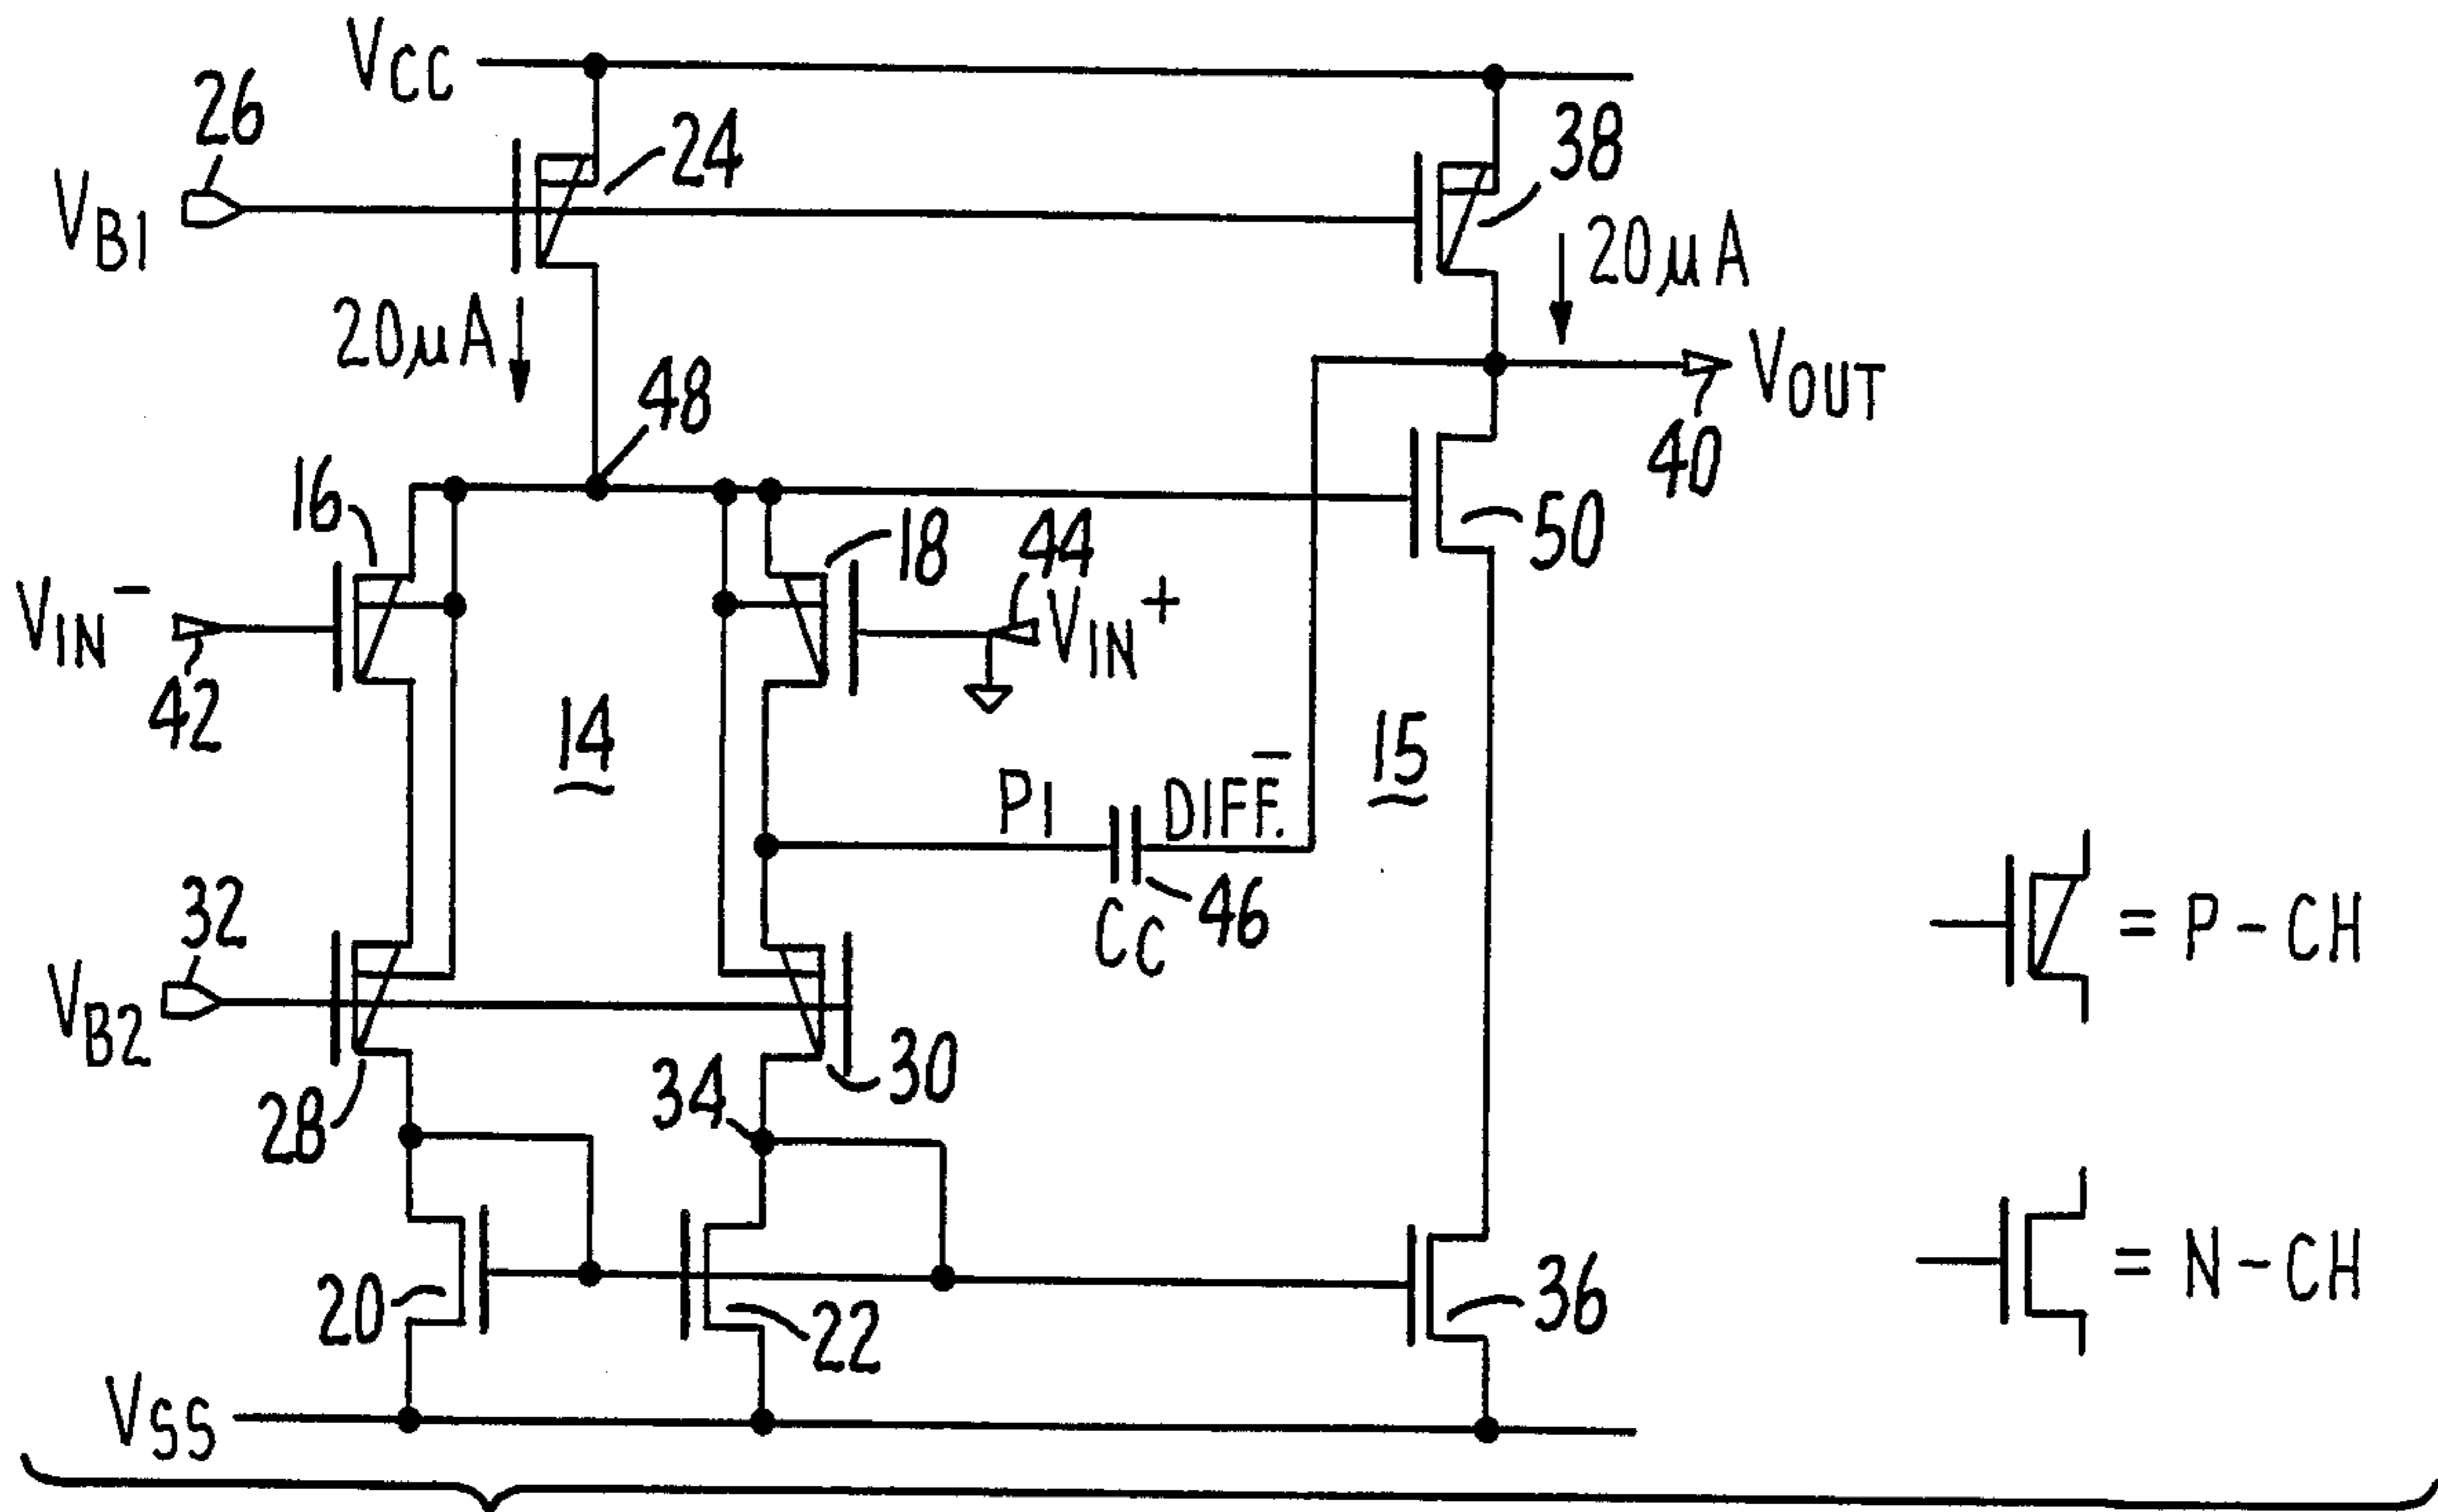 VCC
26
24
38
VB1
20μA
20μA
48
VOUT
40
16
18
44
50
VIN-
VIN+
42
14
15
P1
DIFF.-
CC
46
32
VB2
= P-CH
28
34
30
20
22
36
= N-CH
VSS